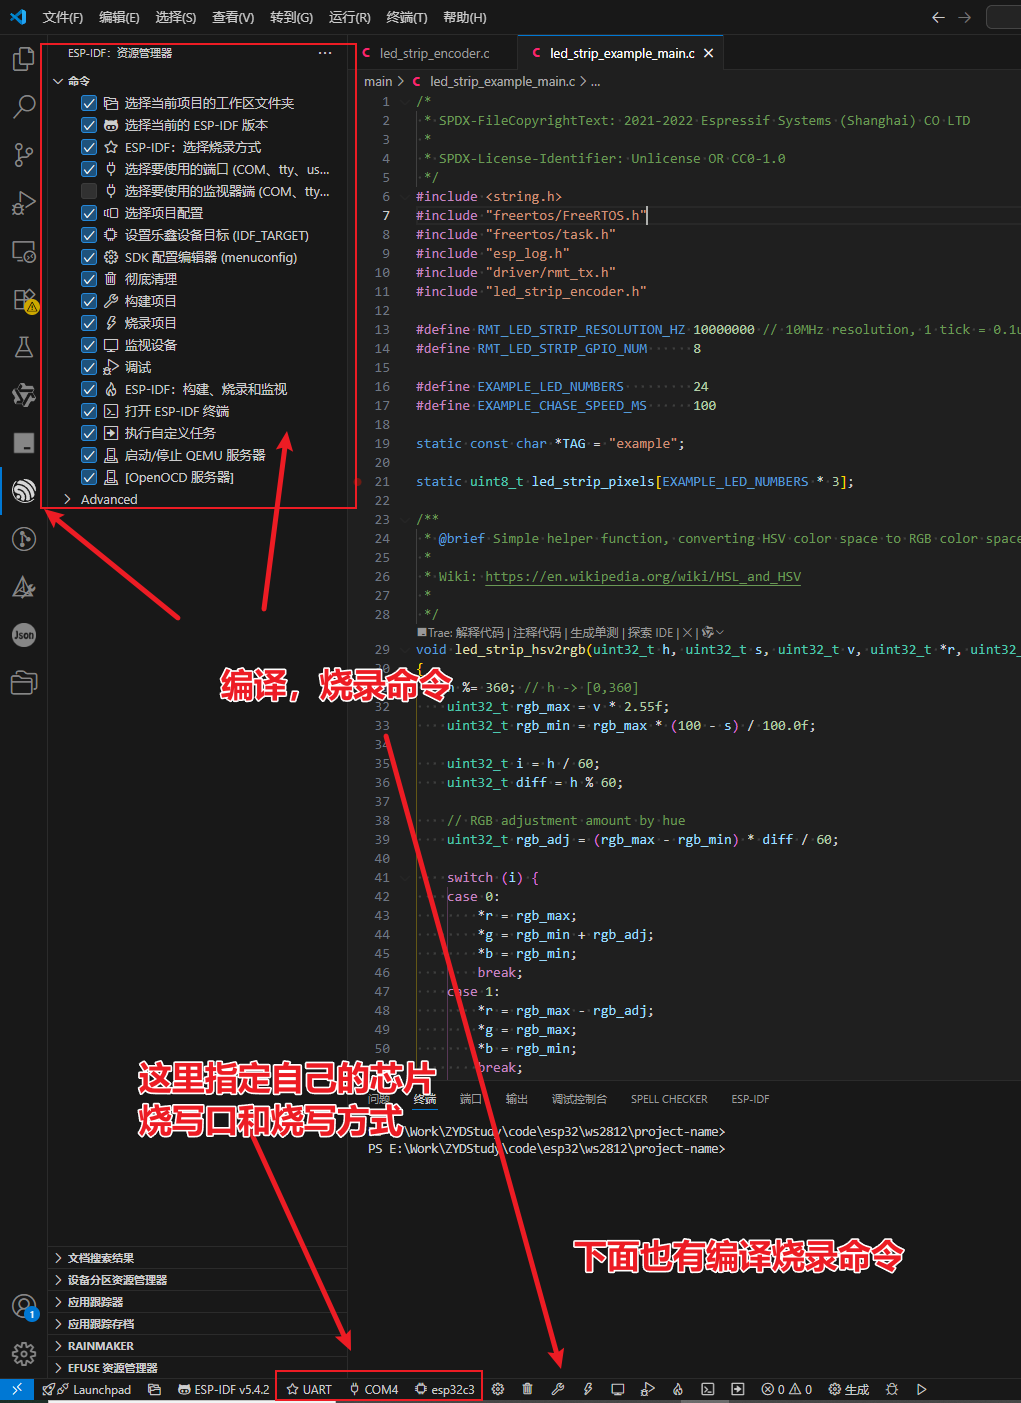 文件(F) 编辑(E) 选择(S) 查看(V) 转到(G) 运行(R) 终端(T) 帮助(H)
ESP-IDF: 资源管理器 ···
命令
选择当前项目的工作区文件夹
选择当前的 ESP-IDF 版本
ESP-IDF：选择烧录方式
选择要使用的端口 (COM、tty、us...
选择要使用的监视器端 (COM、tty...
选择项目配置
设置乐鑫设备目标 (IDF_TARGET)
SDK 配置编辑器 (menuconfig)
彻底清理
构建项目
烧录项目
监视设备
调试
ESP-IDF：构建、烧录和监视
打开 ESP-IDF 终端
执行自定义任务
启动/停止 QEMU 服务器
[OpenOCD 服务器]
Advanced
编译，烧录命令
这里指定自己的芯片
烧写口和烧写方式
下面也有编译烧录命令
文档搜索结果
设备分区资源管理器
应用跟踪器
应用跟踪存档
RAINMAKER
EFUSE 资源管理器
Json
1
led_strip_encoder.c led_strip_example_main.c
main > led_strip_example_main.c > ...
1 /*
2 * SPDX-FileCopyrightText: 2021-2022 Espressif Systems (Shanghai) CO LTD
3 *
4 * SPDX-License-Identifier: Unlicense OR CC0-1.0
5 */
6 #include <string.h>
7 #include "freertos/FreeRTOS.h"
8 #include "freertos/task.h"
9 #include "esp_log.h"
10 #include "driver/rmt_tx.h"
11 #include "led_strip_encoder.h"
12
13 #define RMT_LED_STRIP_RESOLUTION_HZ 10000000 // 10MHz resolution, 1 tick = 0.1u
14 #define RMT_LED_STRIP_GPIO_NUM 8
15
16 #define EXAMPLE_LED_NUMBERS 24
17 #define EXAMPLE_CHASE_SPEED_MS 100
18
19 static const char *TAG = "example";
20
21 static uint8_t led_strip_pixels[EXAMPLE_LED_NUMBERS * 3];
22
23 /**
24 * @brief Simple helper function, converting HSV color space to RGB color space
25 *
26 * Wiki: https://en.wikipedia.org/wiki/HSL_and_HSV
27 *
28 */
Trae: 解释代码 | 注释代码 | 生成单测 | 探索 IDE | X |
29 void led_strip_hsv2rgb(uint32_t h, uint32_t s, uint32_t v, uint32_t *r, uint32_
30 {
%= 360; // h -> [0,360]
32 uint32_t rgb_max = v * 2.55f;
33 uint32_t rgb_min = rgb_max * (100 - s) / 100.0f;
34
35 uint32_t i = h / 60;
36 uint32_t diff = h % 60;
37
38 // RGB adjustment amount by hue
39 uint32_t rgb_adj = (rgb_max - rgb_min) * diff / 60;
40
41 switch (i) {
42 case 0:
43 *r = rgb_max;
44 *g = rgb_min + rgb_adj;
45 *b = rgb_min;
46 break;
47 case 1:
48 *r = rgb_max - rgb_adj;
49 *g = rgb_max;
50 *b = rgb_min;
break;
问题 终端 端口 输出 调试控制台 SPELL CHECKER ESP-IDF
\Work\ZYDStudy\code\esp32\ws2812\project-name>
PS E:\Work\ZYDStudy\code\esp32\ws2812\project-name>
Launchpad ESP-IDF v5.4.2 UART COM4 esp32c3 0 0 生成